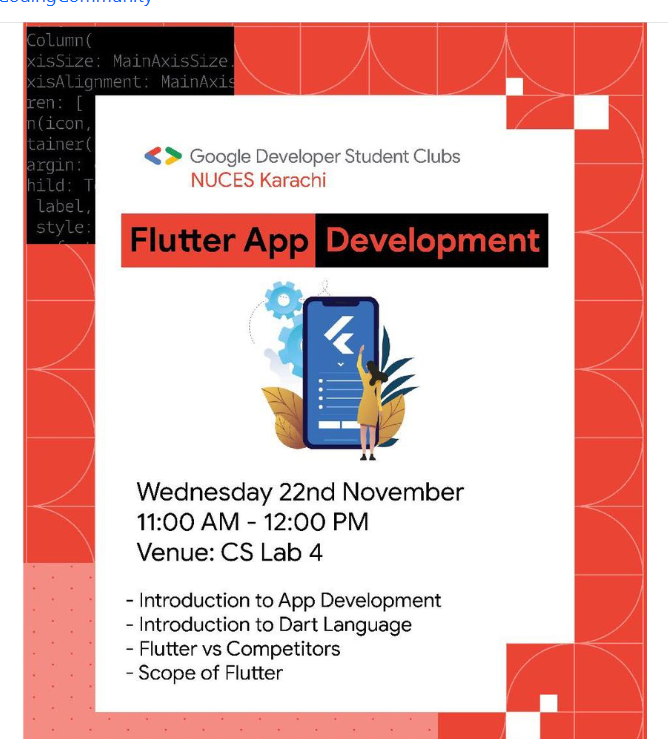 CodingCommunity
Column(
xisSize: MainAxisSize.
xisAlignment: MainAxis
ren: [
n(icon,
tainer(
argin:
hild: T
label,
style:
Google Developer Student Clubs
NUCES Karachi
Flutter App Development
Wednesday 22nd November
11:00 AM - 12:00 PM
Venue: CS Lab 4
- Introduction to App Development
- Introduction to Dart Language
- Flutter vs Competitors
- Scope of Flutter